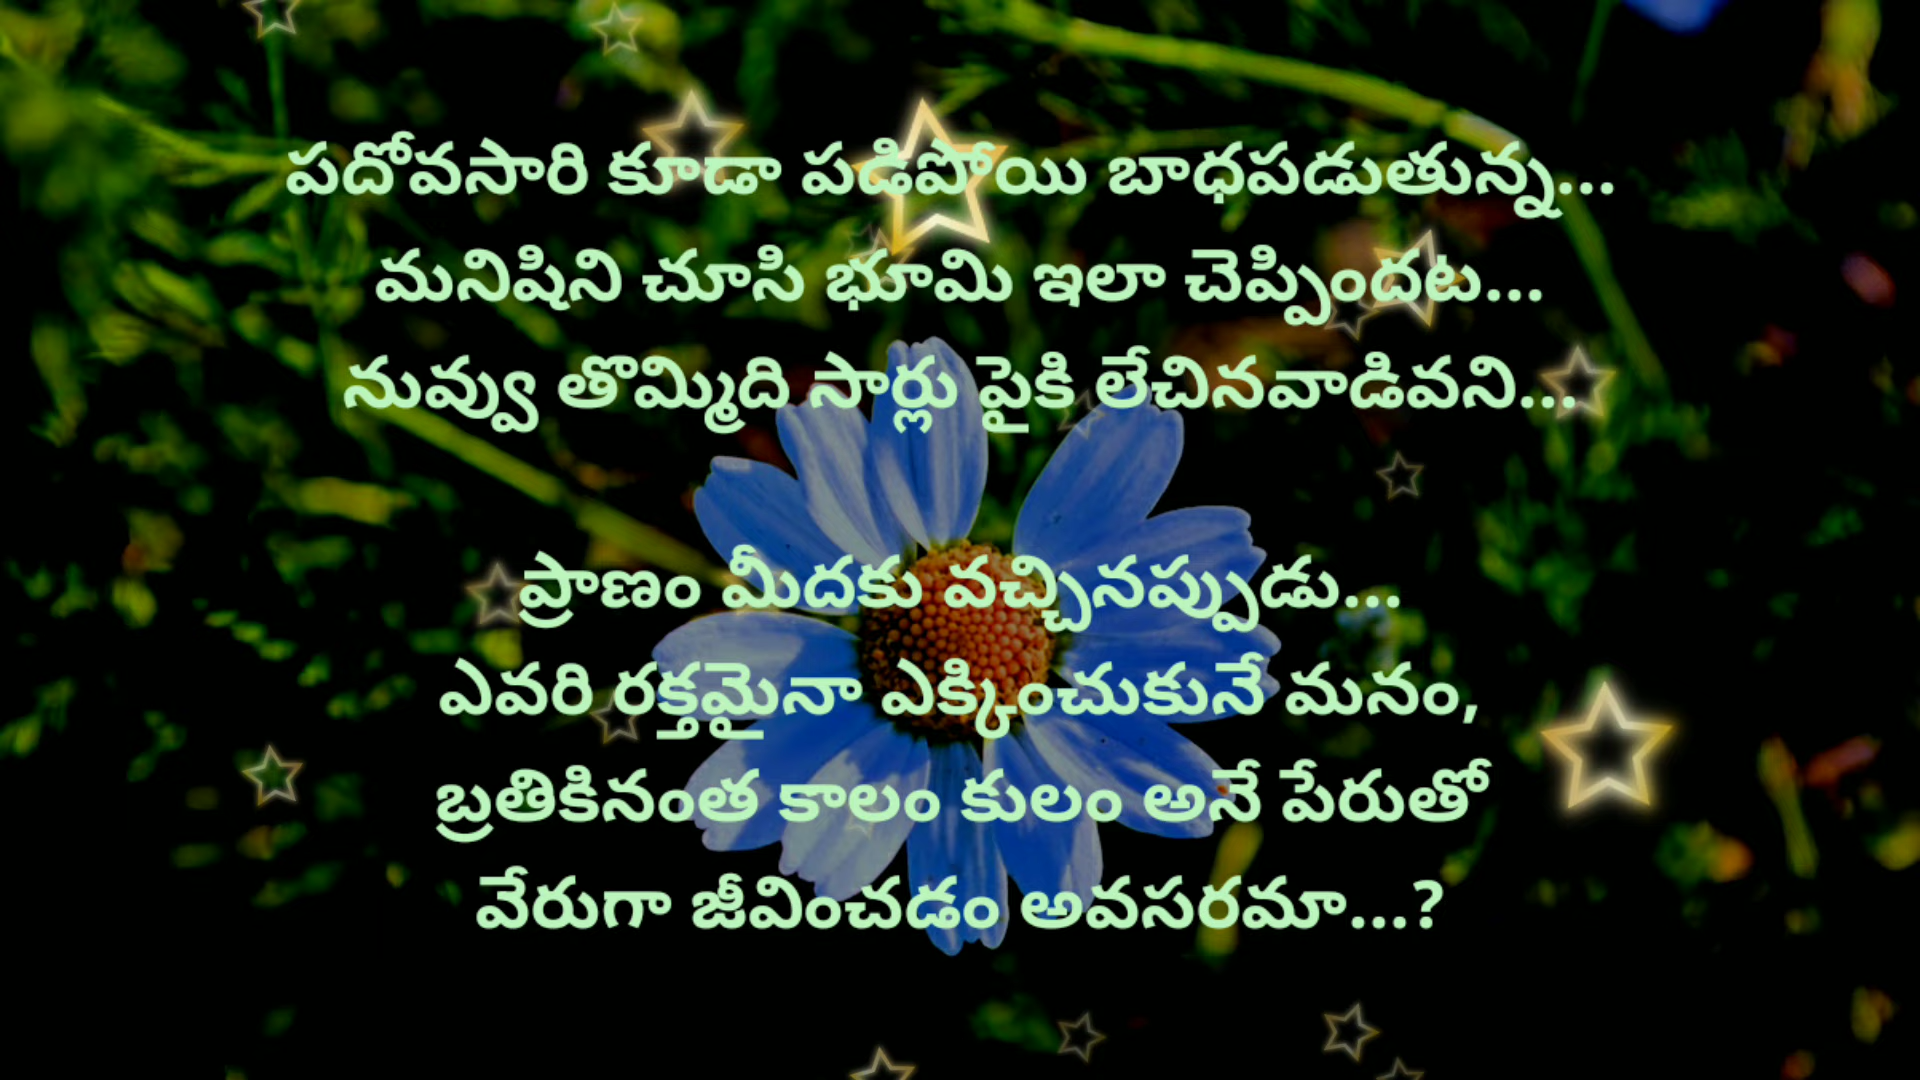 పదోవసారి కూడా పడిపోయి బాధపడుతున్న...
మనిషిని చూసి భూమి ఇలా చెప్పిందట...
నువ్వు తొమ్మిది సార్లు పైకి లేచినవాడివని...
ప్రాణం మీదకు వచ్చినప్పుడు...
ఎవరి రక్తమైనా ఎక్కించుకునే మనం,
బ్రతికినంత కాలం కులం అనే పేరుతో
వేరుగా జీవించడం అవసరమా...?